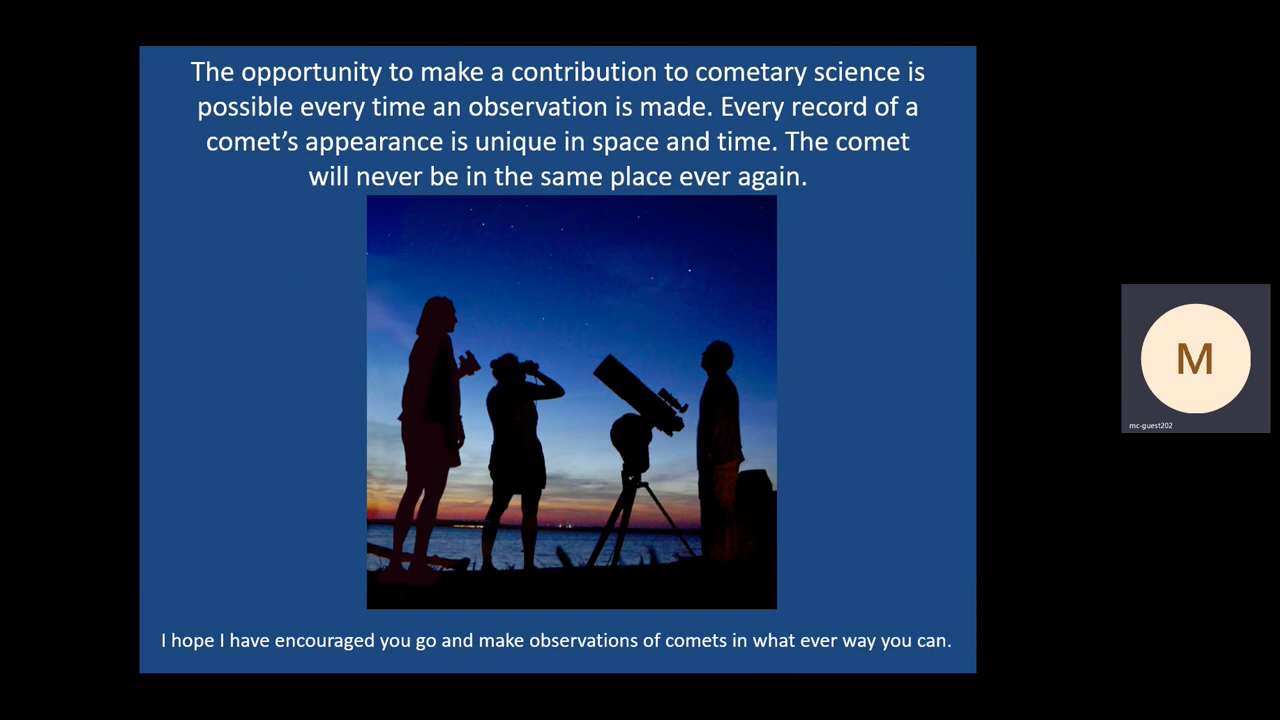 The opportunity to make a contribution to cometary science is
possible every time an observation is made. Every record of a
comet’s appearance is unique in space and time. The comet
will never be in the same place ever again.
M
mc-guest202
I hope I have encouraged you go and make observations of comets in what ever way you can.